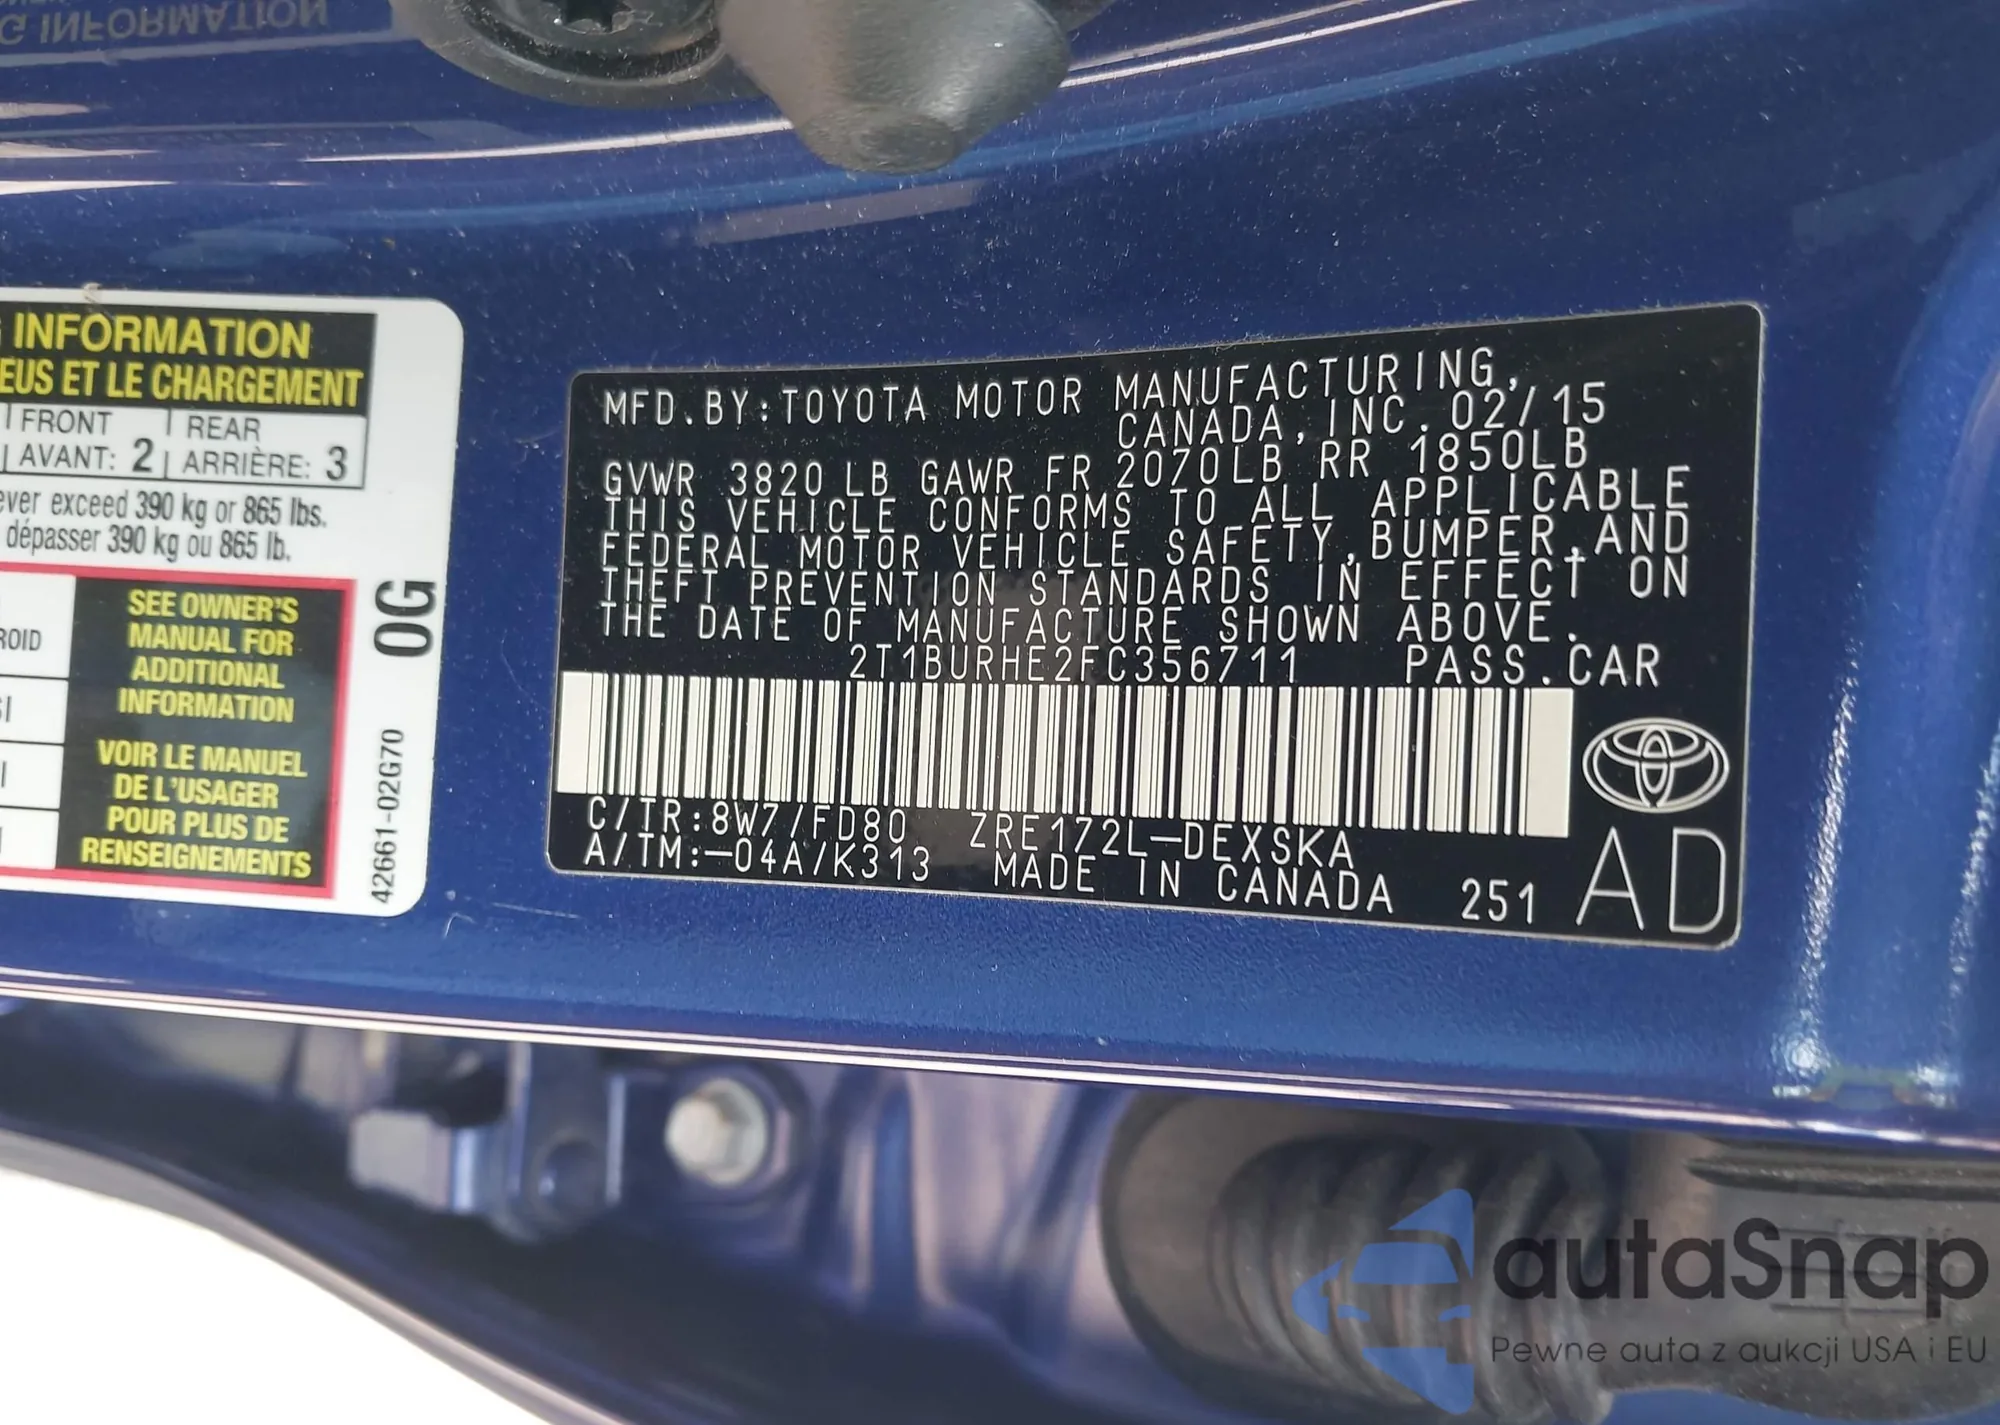 G INFORMATION
INFORMATION
EUS ET LE CHARGEMENT
FRONT
AVANT: 2
REAR
ARRIÈRE: 3
ever exceed 390 kg or 865 lbs.
dépasser 390 kg ou 865 lb.
ROID
SEE OWNER'S
MANUAL FOR
ADDITIONAL
INFORMATION
VOIR LE MANUEL
DE L'USAGER
POUR PLUS DE
RENSEIGNEMENTS
0G
42661-02G70
MFD.BY:TOYOTA MOTOR MANUFACTURING,
CANADA,INC.02/15
GVWR 3820 LB GAWR FR 2070LB RR 1850LB
THIS VEHICLE CONFORMS TO ALL APPLICABLE
FEDERAL MOTOR VEHICLE SAFETY,BUMPER,AND
THEFT PREVENTION STANDARDS IN EFFECT ON
THE DATE OF MANUFACTURE SHOWN ABOVE.
2T1BURHE2FC356711 PASS.CAR
C/TR:8W7/FD80 ZRE172L-DEXSKA
A/TM:-04A/K313 MADE IN CANADA 251
AD
autaSnap
Pewne auta z aukcji USA i EU